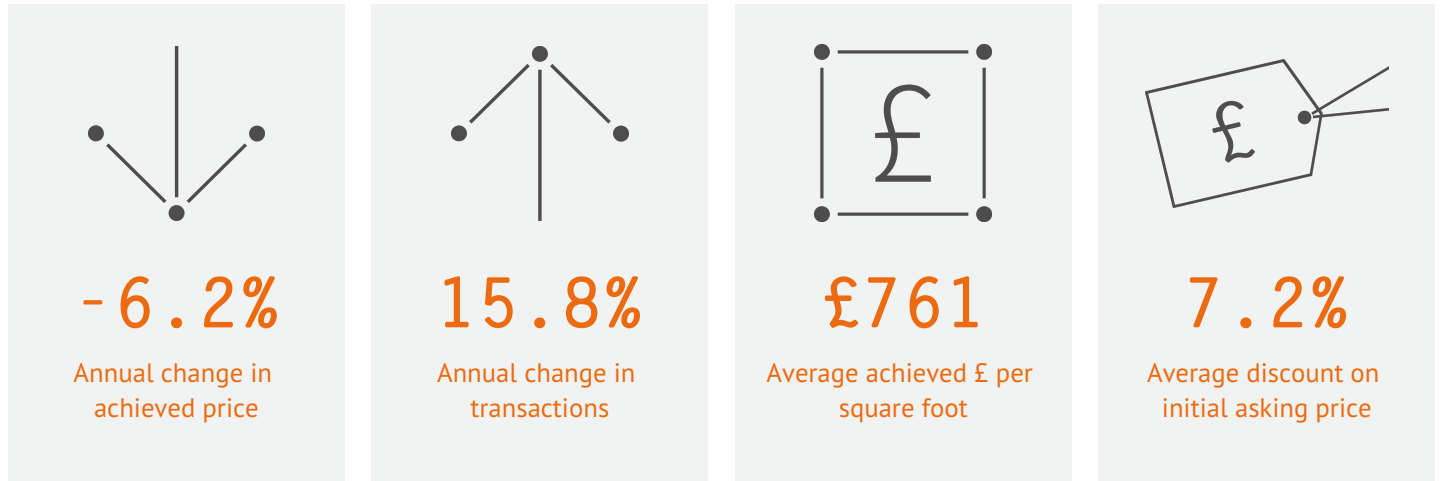 £
£
-6.2%
Annual change in
achieved price
15.8%
Annual change in
transactions
£761
Average achieved £ per
square foot
7.2%
Average discount on
initial asking price